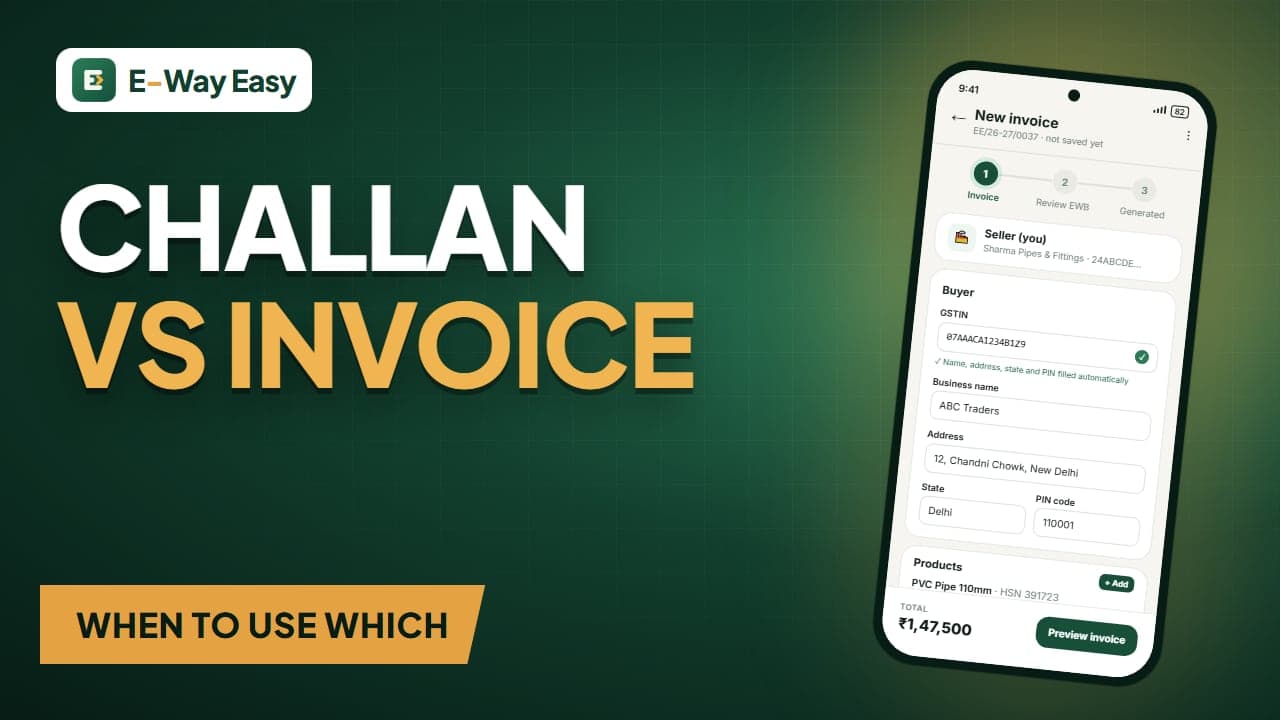 E-Way Easy
CHALLAN
VS INVOICE
WHEN TO USE WHICH
9:41
82
← New invoice
EE/26-27/0037 · not saved yet
1
2
3
Invoice
Review EWB
Generated
Seller (you)
Sharma Pipes & Fittings · 24ABCDE...
Buyer
GSTIN
07AAACA1234B1Z9
✓ Name, address, state and PIN filled automatically
Business name
ABC Traders
Address
12, Chandni Chowk, New Delhi
State
PIN code
Delhi
110001
Products
+ Add
PVC Pipe 110mm · HSN 391723
TOTAL
₹1,47,500
Preview invoice